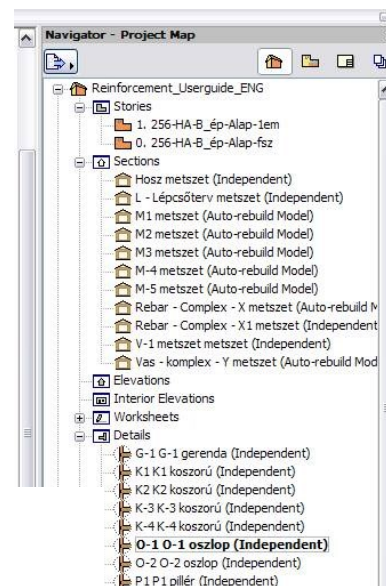 Navigator - Project Map
Reinforcement_Userguide_ENG
Stories
1. 256-HA-B_ép-Alap-1em
0. 256-HA-B_ép-Alap-fsz
Sections
Hosz metszet (Independent)
L - Lépcsőterv metszet (Independent)
M1 metszet (Auto-rebuild Model)
M2 metszet (Auto-rebuild Model)
M3 metszet (Auto-rebuild Model)
M-4 metszet (Auto-rebuild Model)
M-5 metszet (Auto-rebuild Model)
Rebar - Complex - X metszet (Auto-rebuild M
Rebar - Complex - X1 metszet (Independent
V-1 metszet metszet (Independent)
Vas - komplex - Y metszet (Auto-rebuild Mod
Elevations
Interior Elevations
Worksheets
Details
G-1 G-1 gerenda (Independent)
K1 K1 koszorú (Independent)
K2 K2 koszorú (Independent)
K-3 K-3 koszorú (Independent)
K-4 K-4 koszorú (Independent)
O-1 O-1 oszlop (Independent)
O-2 O-2 oszlop (Independent)
P1 P1 pillér (Independent)